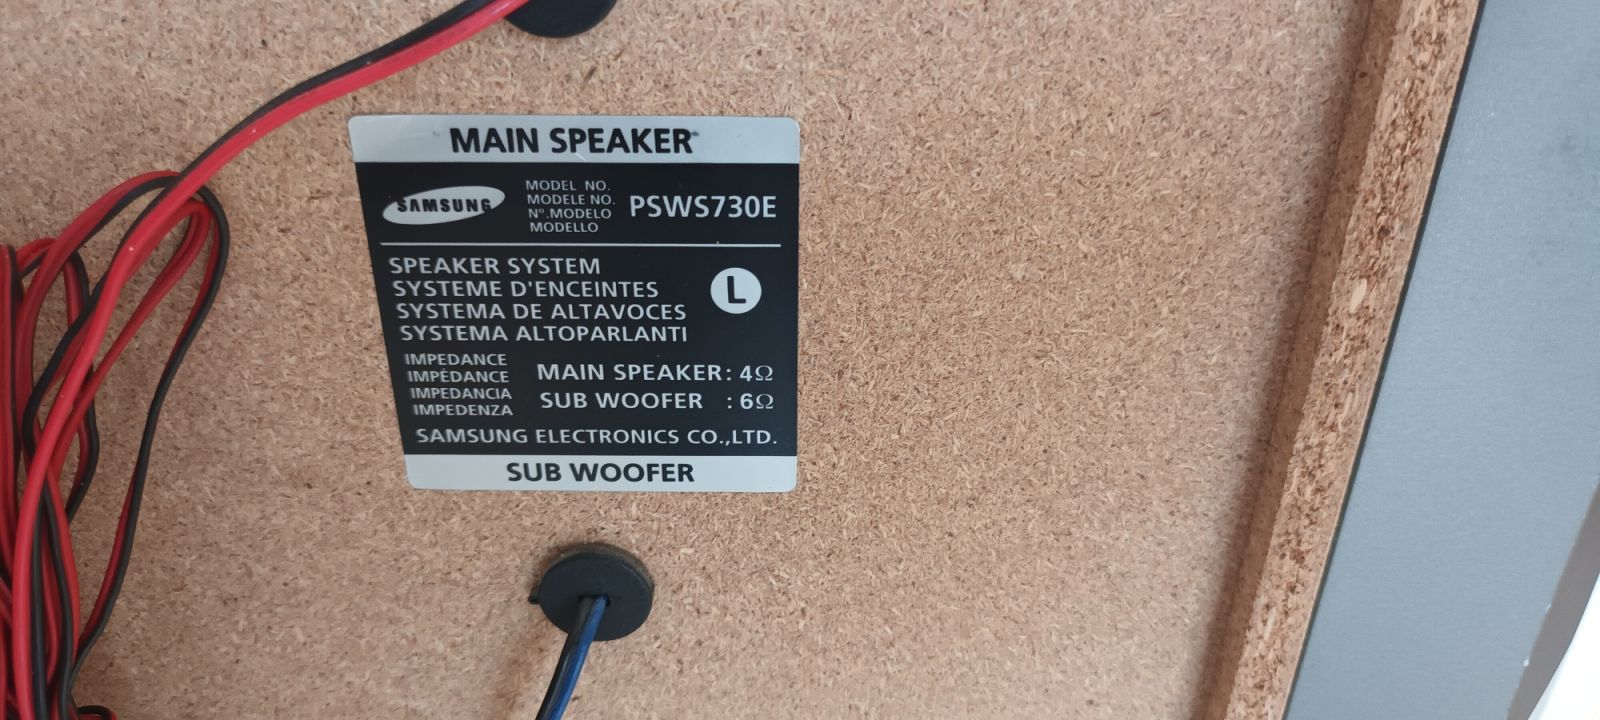 MAIN SPEAKER
SAMSUNG
MODEL NO.
MODELE NO.
Nº.MODELO
MODELLO
PSWS730E
SPEAKER SYSTEM
SYSTEME D'ENCEINTES
SYSTEMA DE ALTAVOCES
SYSTEMA ALTOPARLANTI
L
IMPEDANCE
IMPÉDANCE
IMPEDANCIA
IMPEDENZA
MAIN SPEAKER: 4Ω
SUB WOOFER : 6Ω
SAMSUNG ELECTRONICS CO.,LTD.
SUB WOOFER